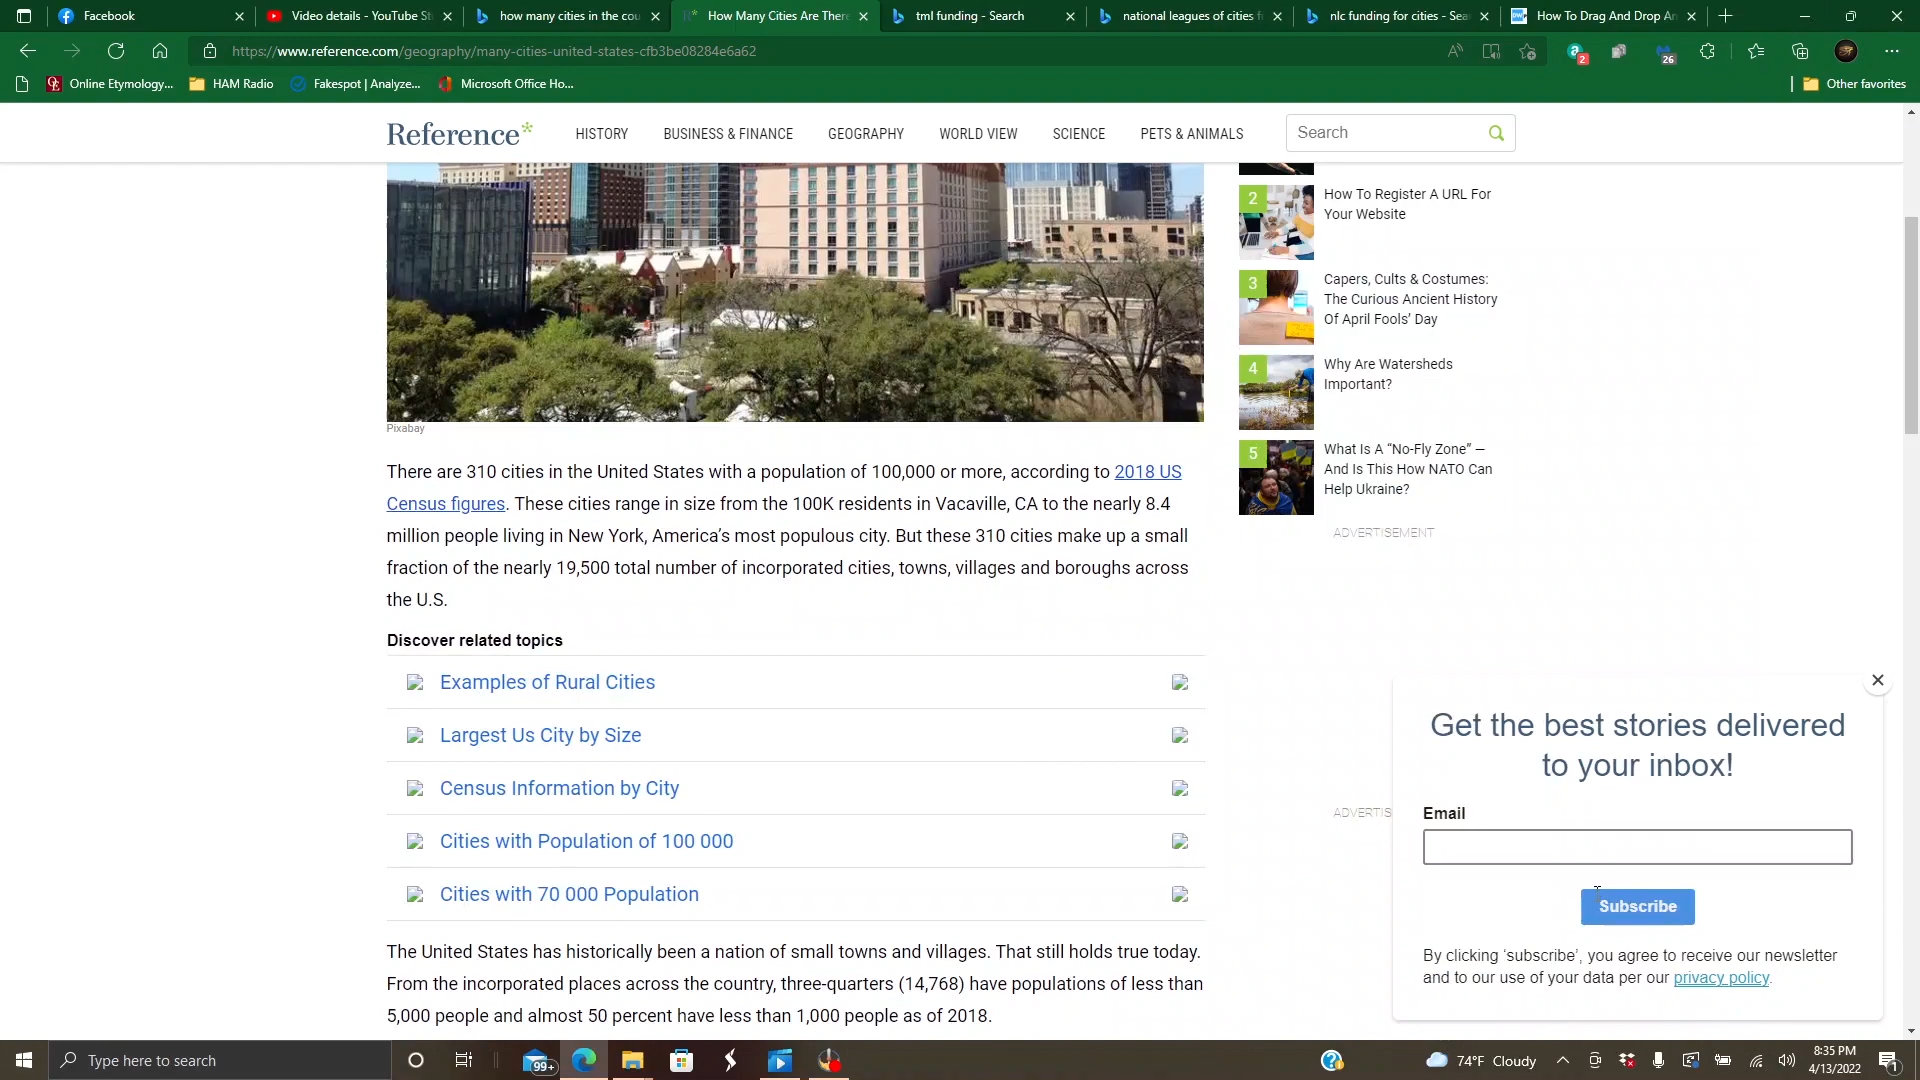 Facebook
Video details - YouTube St
how many cities in the cou
How Many Cities Are There
tml funding - Search
national leagues of cities f
nlc funding for cities - Sea
How To Drag And Drop An
https://www.reference.com/geography/many-cities-united-states-cfb3be08284e6a62
2
26
Online Etymology...
HAM Radio
Fakespot | Analyze...
Microsoft Office Ho...
Other favorites
Reference*
HISTORY
BUSINESS & FINANCE
GEOGRAPHY
WORLD VIEW
SCIENCE
PETS & ANIMALS
Search
Pixabay
There are 310 cities in the United States with a population of 100,000 or more, according to 2018 US
Census figures. These cities range in size from the 100K residents in Vacaville, CA to the nearly 8.4
million people living in New York, America's most populous city. But these 310 cities make up a small
fraction of the nearly 19,500 total number of incorporated cities, towns, villages and boroughs across
the U.S.
Discover related topics
Examples of Rural Cities
Largest Us City by Size
Census Information by City
Cities with Population of 100 000
Cities with 70 000 Population
The United States has historically been a nation of small towns and villages. That still holds true today.
From the incorporated places across the country, three-quarters (14,768) have populations of less than
5,000 people and almost 50 percent have less than 1,000 people as of 2018.
2
How To Register A URL For
Your Website
3
Capers, Cults & Costumes:
The Curious Ancient History
Of April Fools' Day
4
Why Are Watersheds
Important?
5
What Is A “No-Fly Zone” —
And Is This How NATO Can
Help Ukraine?
ADVERTISEMENT
ADVERTIS
Get the best stories delivered
to your inbox!
Email
Subscribe
By clicking ‘subscribe’, you agree to receive our newsletter
and to our use of your data per our privacy policy.
Type here to search
99+
74°F Cloudy
8:35 PM
4/13/2022
1